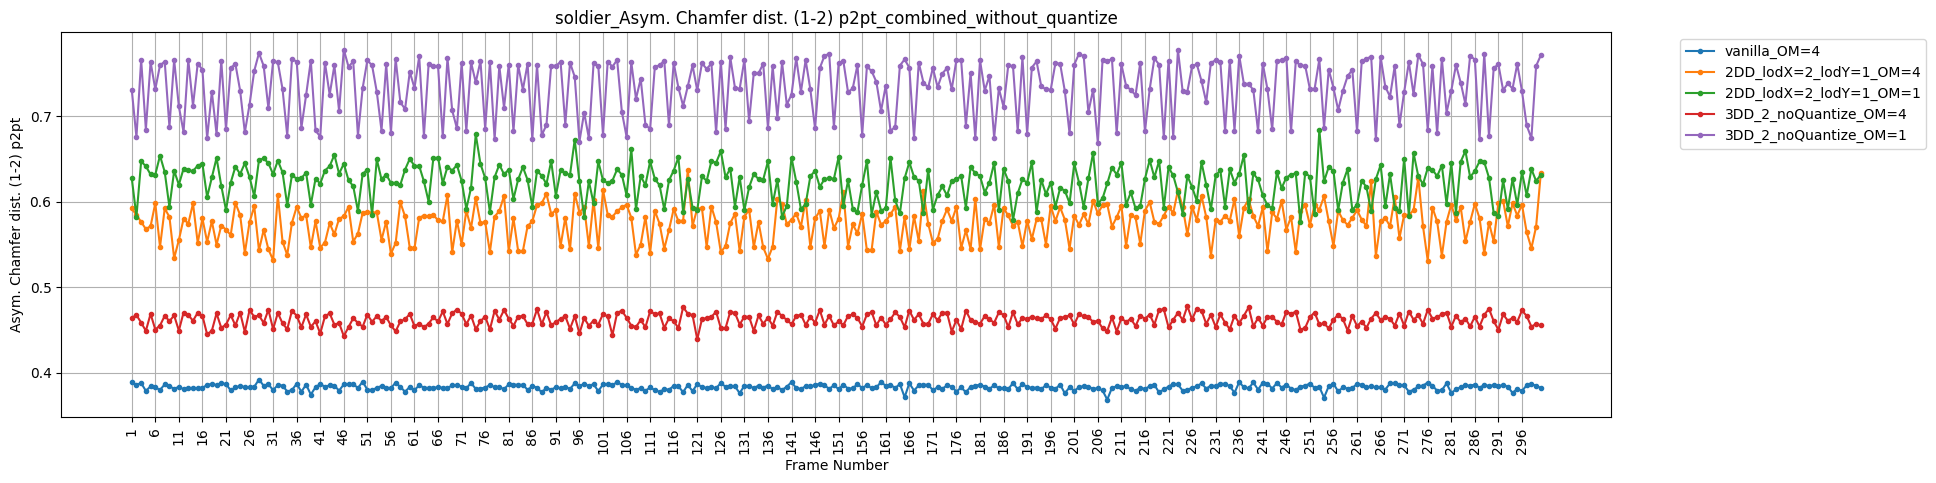 soldier_Asym. Chamfer dist. (1-2) p2pt_combined_without_quantize
Asym. Chamfer dist. (1-2) p2pt
0.7
0.6
0.5
0.4
1 6 11 16 21 26 31 36 41 46 51 56 61 66 71 76 81 86 91 96 101 106 111 116 121 126 131 136 141 146 151 156 161 166 171 176 181 186 191 196 201 206 211 216 221 226 231 236 241 246 251 256 261 266 271 276 281 286 291 296
Frame Number
vanilla_OM=4
2DD_lodX=2_lodY=1_OM=4
2DD_lodX=2_lodY=1_OM=1
3DD_2_noQuantize_OM=4
3DD_2_noQuantize_OM=1